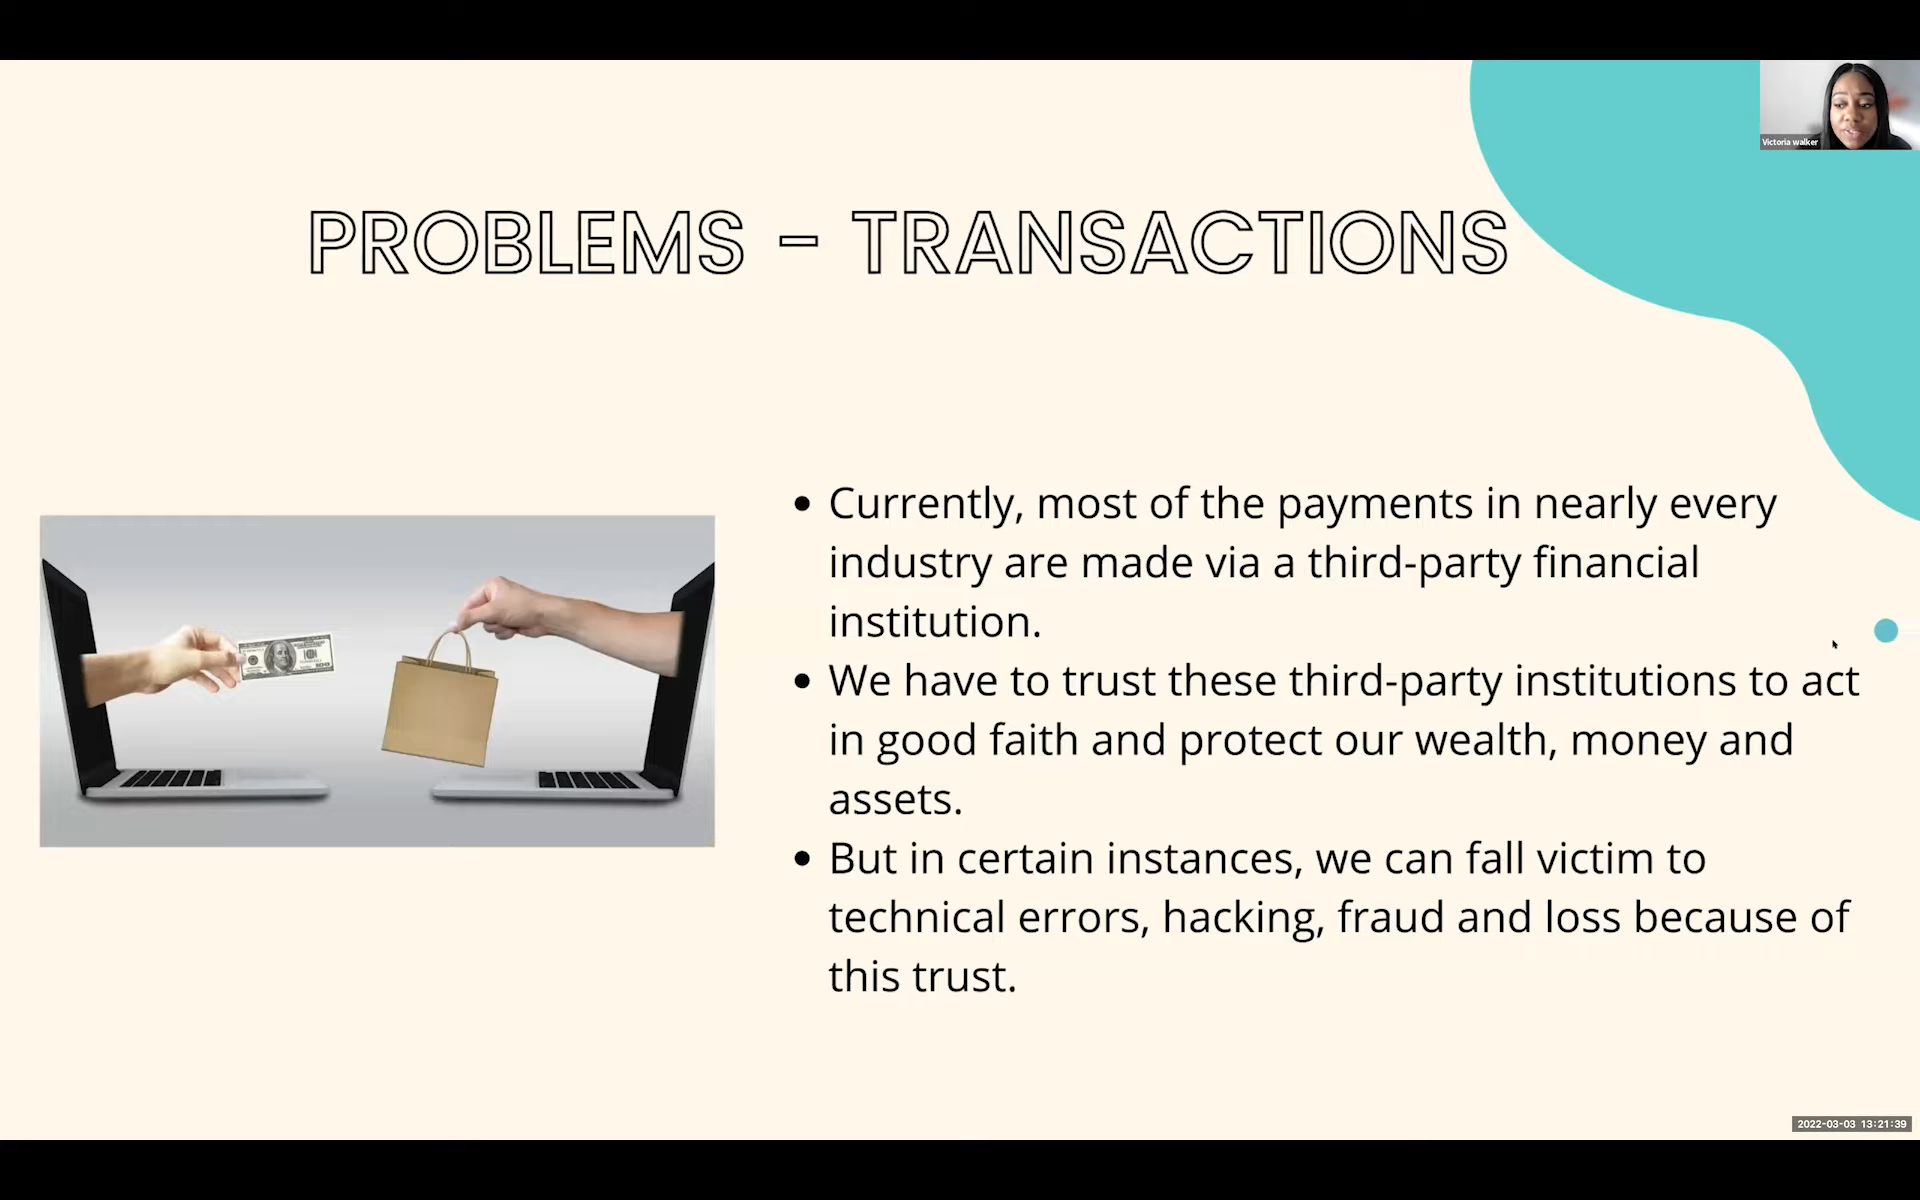 Victoria walker
PROBLEMS - TRANSACTIONS
• Currently, most of the payments in nearly every
industry are made via a third-party financial
institution.
• We have to trust these third-party institutions to act
in good faith and protect our wealth, money and
assets.
• But in certain instances, we can fall victim to
technical errors, hacking, fraud and loss because of
this trust.
2022-03-03 13:21:39